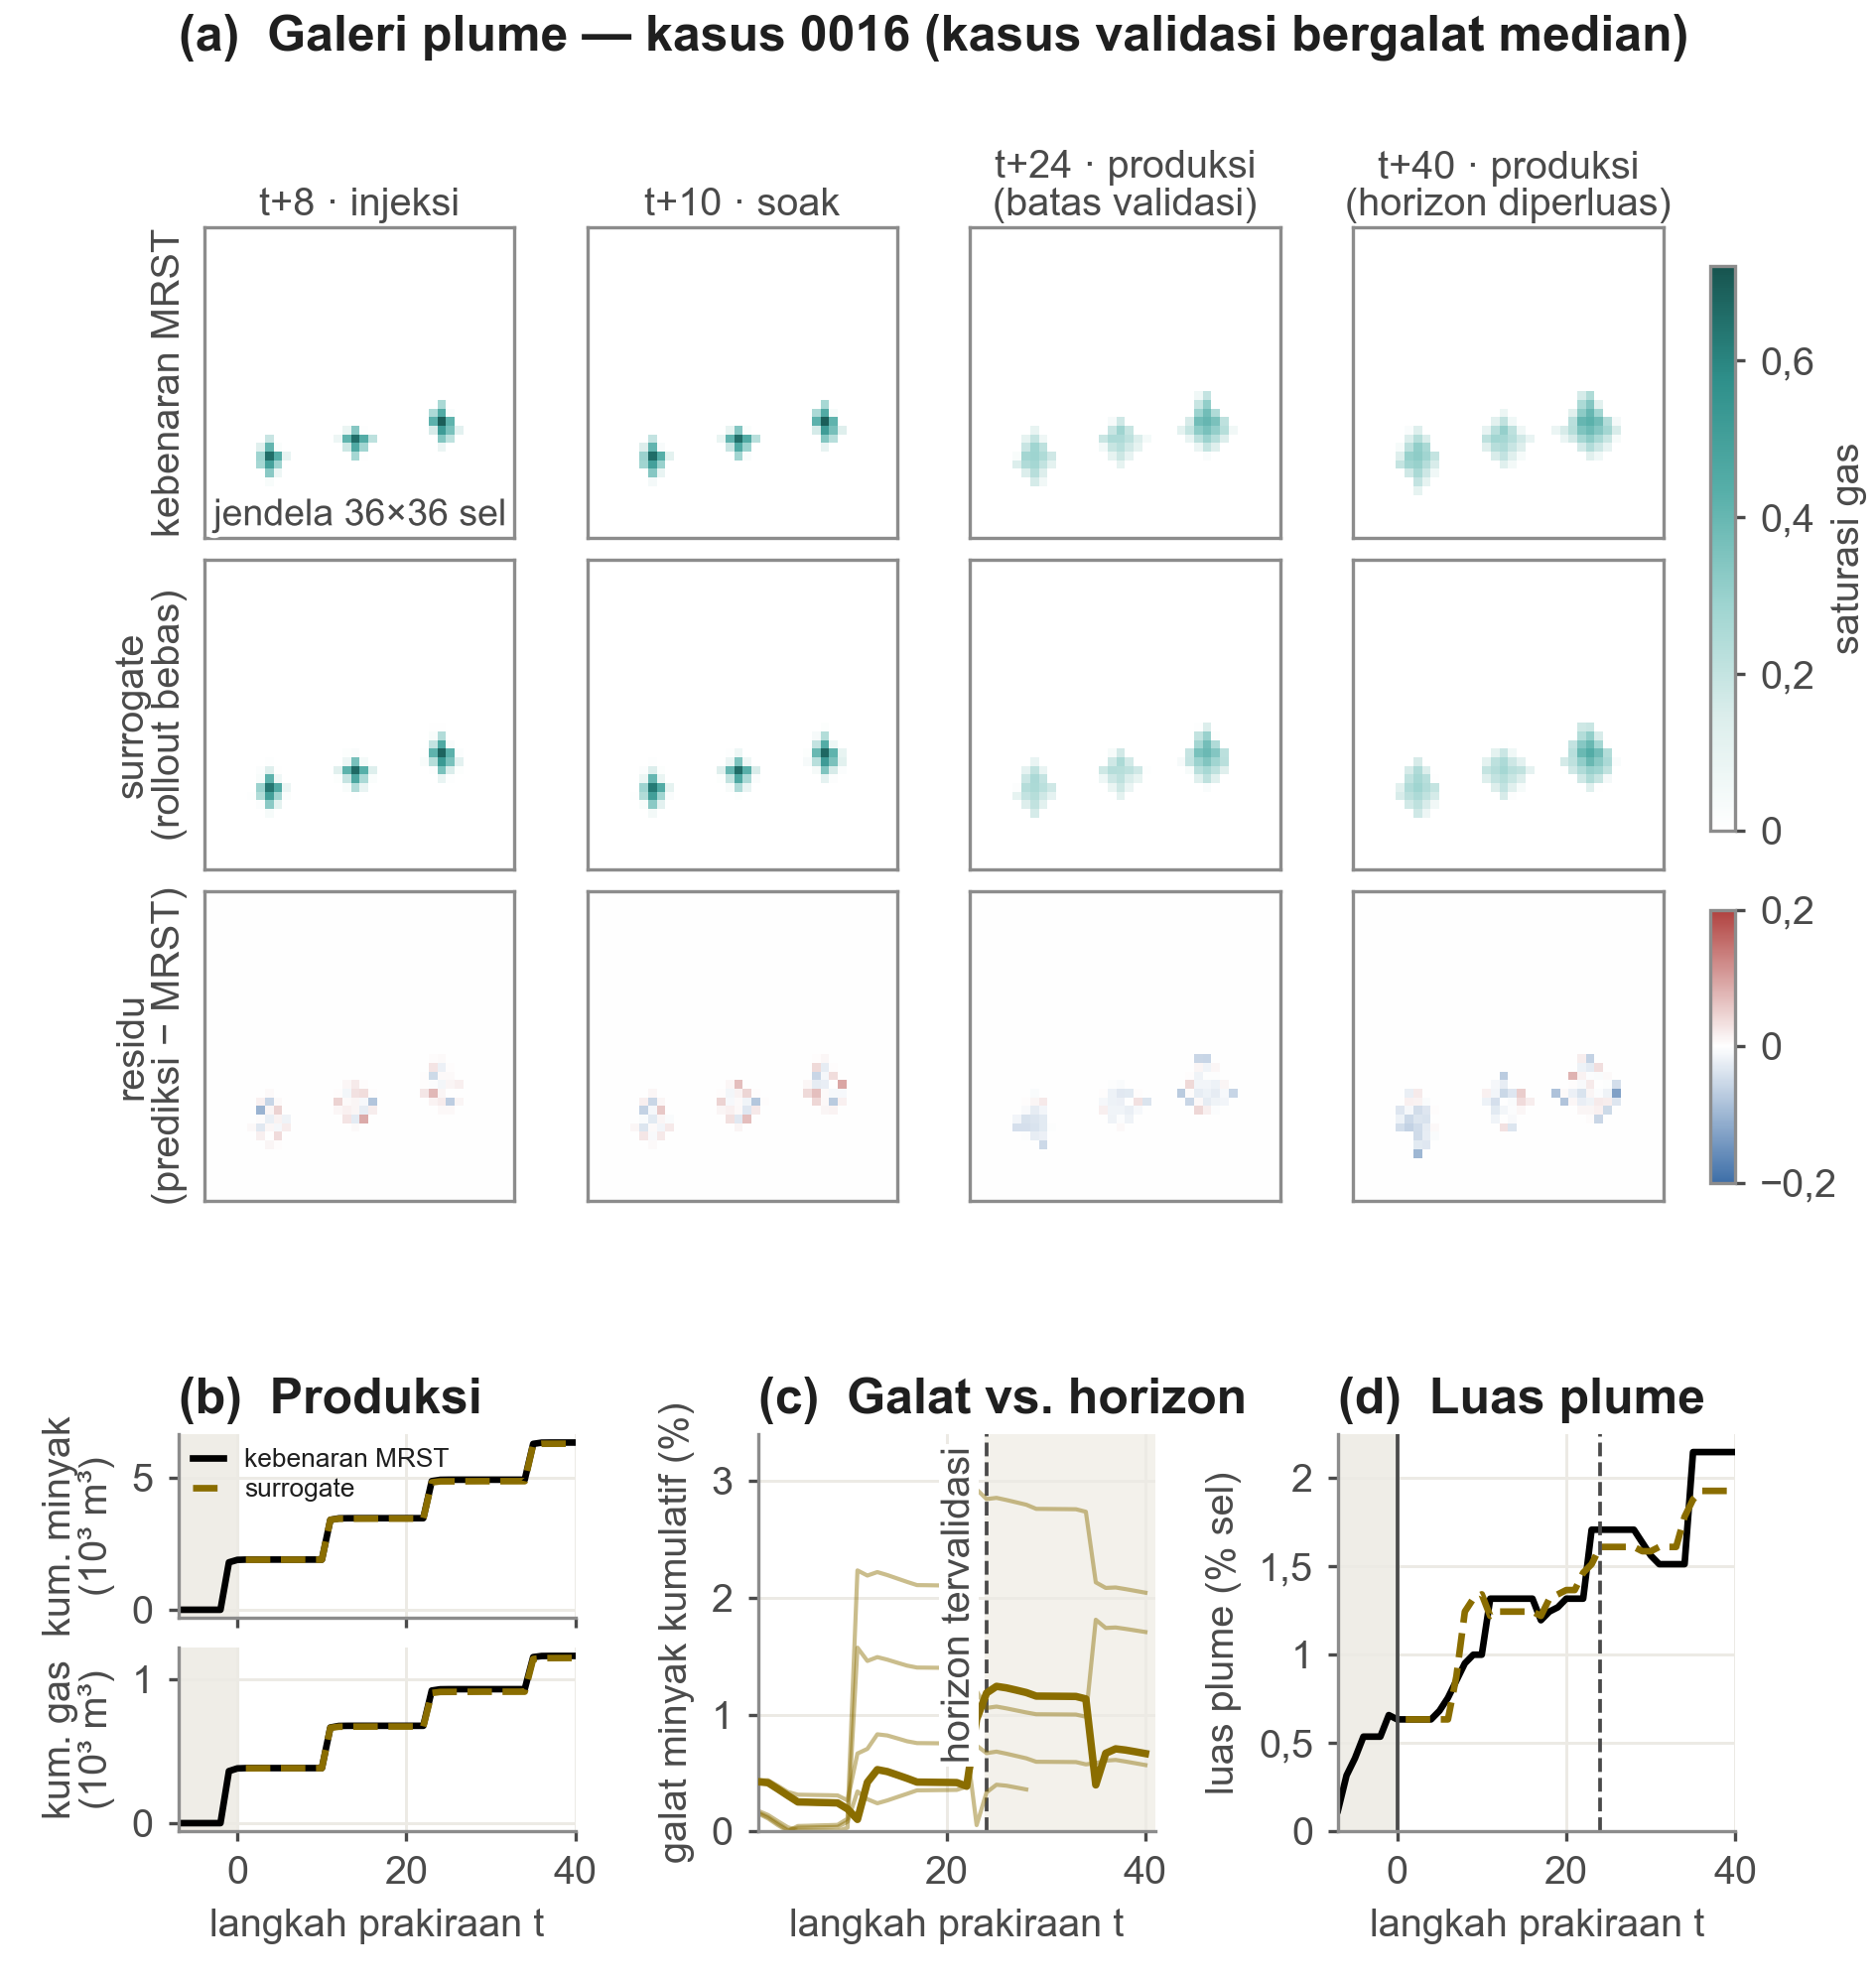 (a) Galeri plume — kasus 0016 (kasus validasi bergalat median)
t+8 · injeksi
t+10 · soak
t+24 · produksi
(batas validasi)
t+40 · produksi
(horizon diperluas)
kebenaran MRST
jendela 36×36 sel
surrogate
(rollout bebas)
residu
(prediksi − MRST)
0,6
0,4
0,2
0
saturasi gas
0,2
0
−0,2
(b) Produksi
kum. minyak
(10³ m³)
5
0
kebenaran MRST
surrogate
kum. gas
(10³ m³)
1
0
0
20
40
langkah prakiraan t
(c) Galat vs. horizon
galat minyak kumulatif (%)
3
2
1
0
horizon tervalidasi
20
40
langkah prakiraan t
(d) Luas plume
luas plume (% sel)
2
1,5
1
0,5
0
0
20
40
langkah prakiraan t